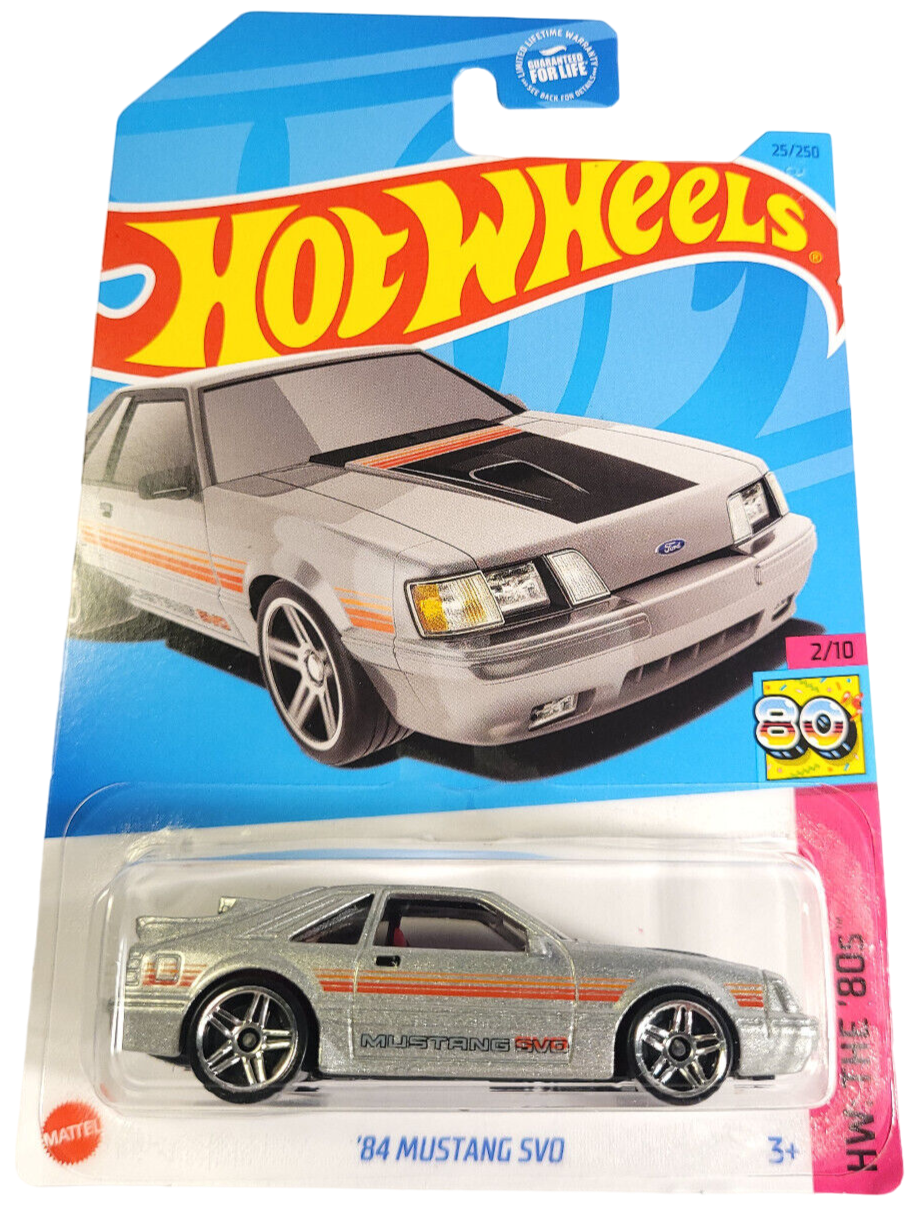 LIMITED LIFETIME WARRANTY
GUARANTEED
FOR LIFE
SEE BACK FOR DETAILS
25/250
HOT WHEELS®
Ford
2/10
80
HW: THE '80s™
MUSTANG SVO
MATTEL
'84 MUSTANG SVO
3+